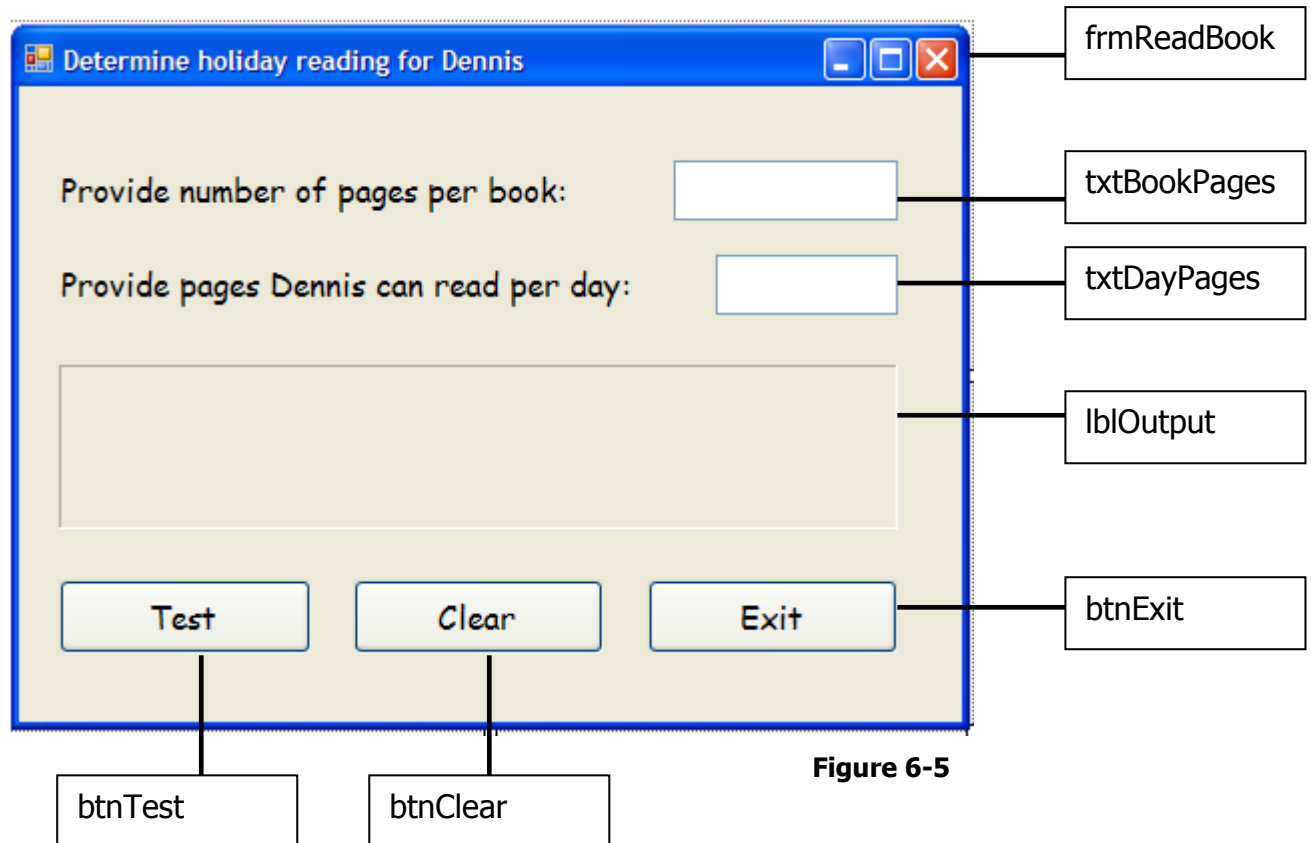 frmReadBook
Determine holiday reading for Dennis
Provide number of pages per book:
txtBookPages
Provide pages Dennis can read per day:
txtDayPages
lblOutput
Test
Clear
Exit
btnExit
Figure 6-5
btnTest
btnClear